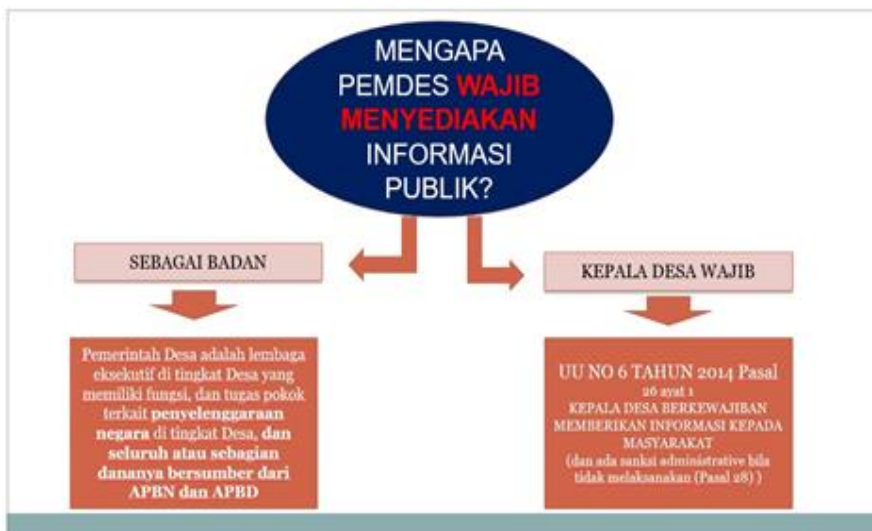 MENGAPA
PEMDES WAJIB
MENYEDIAKAN
INFORMASI
PUBLIK?
SEBAGAI BADAN
Pemerintah Desa adalah lembaga
eksekutif di tingkat Desa yang
memiliki fungsi, dan tugas pokok
terkait penyelenggaraan
negara di tingkat Desa, dan
seluruh atau sebagian
dananya bersumber dari
APBN dan APBD
KEPALA DESA WAJIB
UU NO 6 TAHUN 2014 Pasal
26 ayat 1
KEPALA DESA BERKEWAJIBAN
MEMBERIKAN INFORMASI KEPADA
MASYARAKAT
(dan ada sanksi administrative bila
tidak melaksanakan (Pasal 28) )